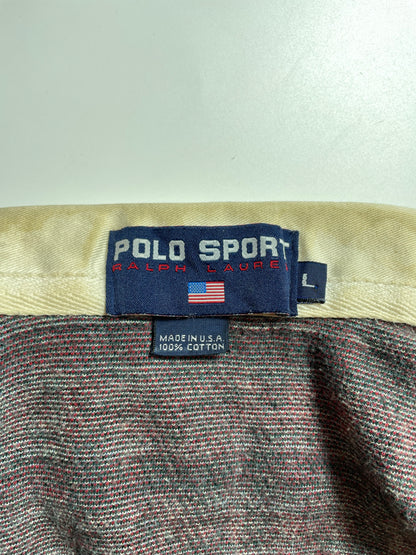 POLO SPORT
RALPH LAUREN
L
MADE IN U.S.A.
100% COTTON